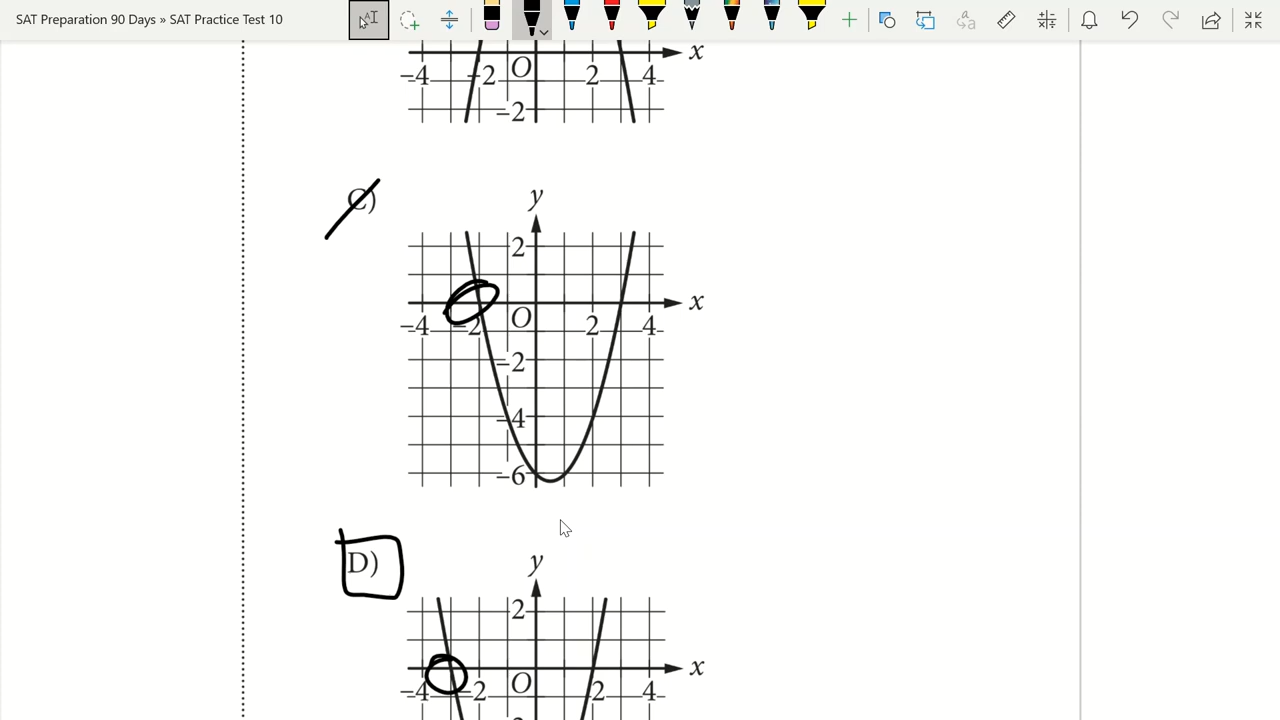 SAT Preparation 90 Days » SAT Practice Test 10
x
−4 −2 O 2 4
−2
C)
y
2
x
−4 −2 O 2 4
−2
−4
−6
D)
y
2
x
−4 −2 O 2 4